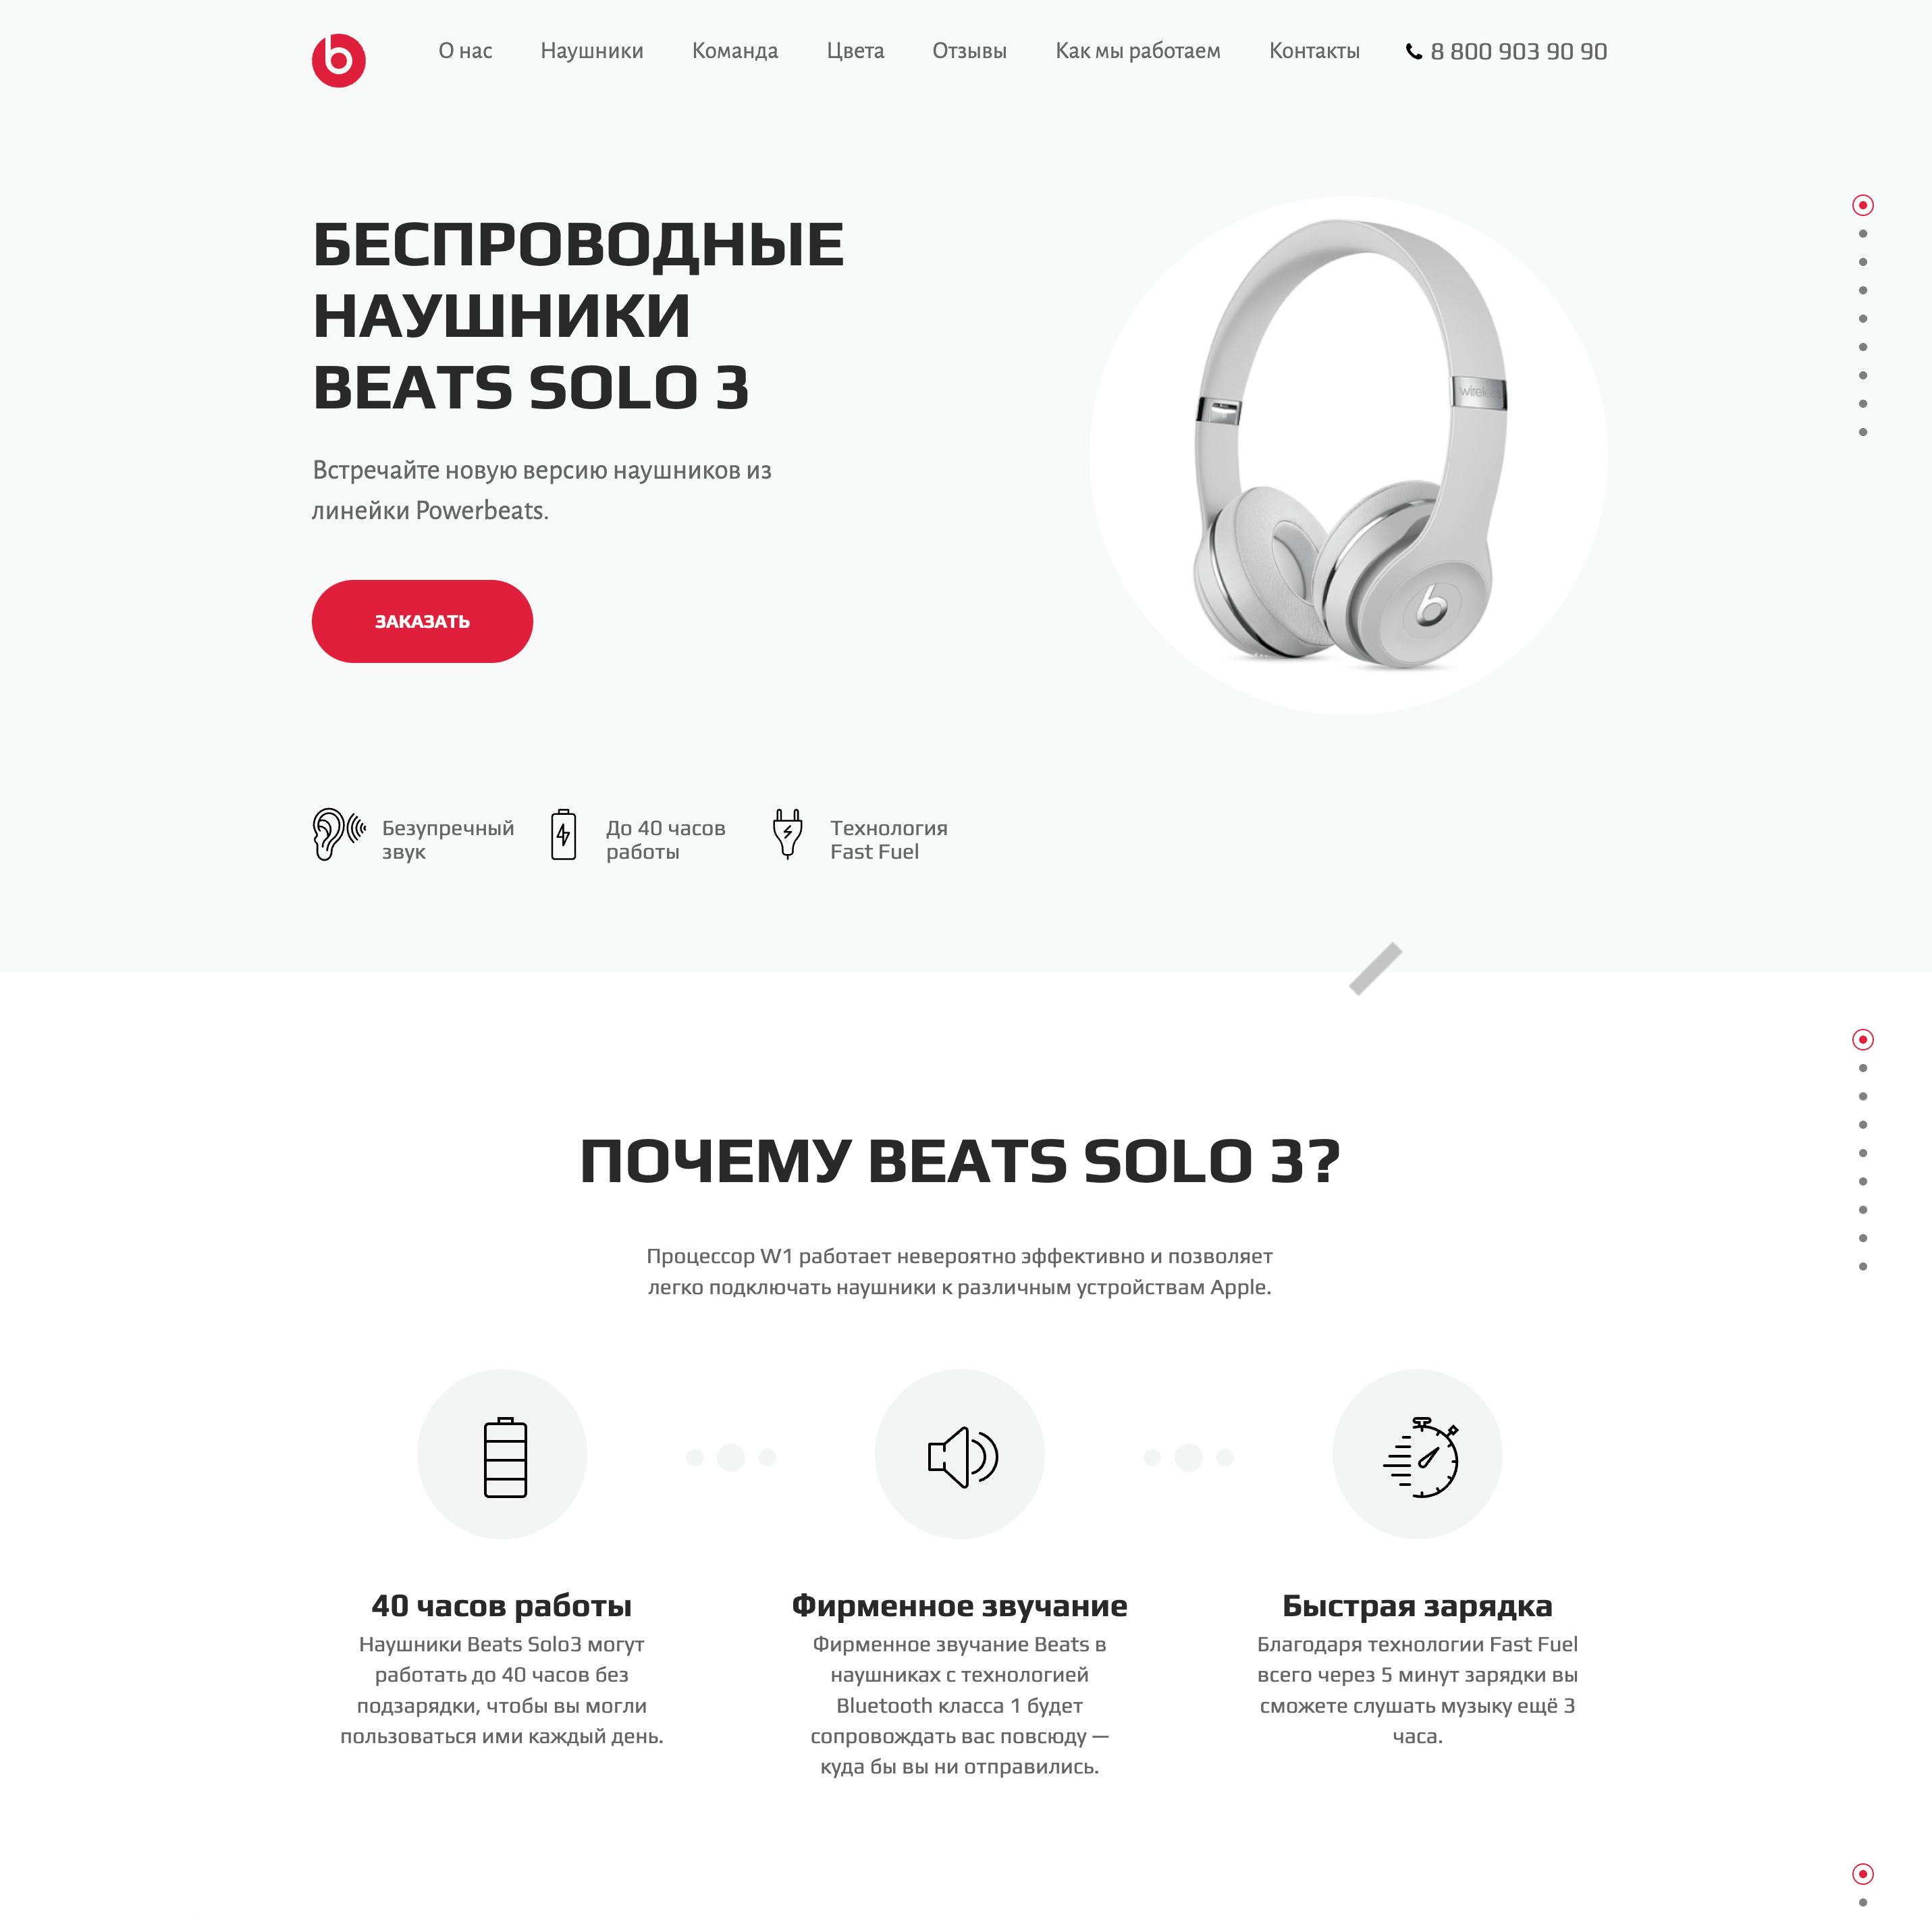 О нас Наушники Команда Цвета Отзывы Как мы работаем Контакты 8 800 903 90 90
БЕСПРОВОДНЫЕ
НАУШНИКИ
BEATS SOLO 3
Встречайте новую версию наушников из
линейки Powerbeats.
ЗАКАЗАТЬ
Безупречный
звук
До 40 часов
работы
Технология
Fast Fuel
ПОЧЕМУ BEATS SOLO 3?
Процессор W1 работает невероятно эффективно и позволяет
легко подключать наушники к различным устройствам Apple.
40 часов работы
Наушники Beats Solo3 могут
работать до 40 часов без
подзарядки, чтобы вы могли
пользоваться ими каждый день.
Фирменное звучание
Фирменное звучание Beats в
наушниках с технологией
Bluetooth класса 1 будет
сопровождать вас повсюду —
куда бы вы ни отправились.
Быстрая зарядка
Благодаря технологии Fast Fuel
всего через 5 минут зарядки вы
сможете слушать музыку ещё 3
часа.